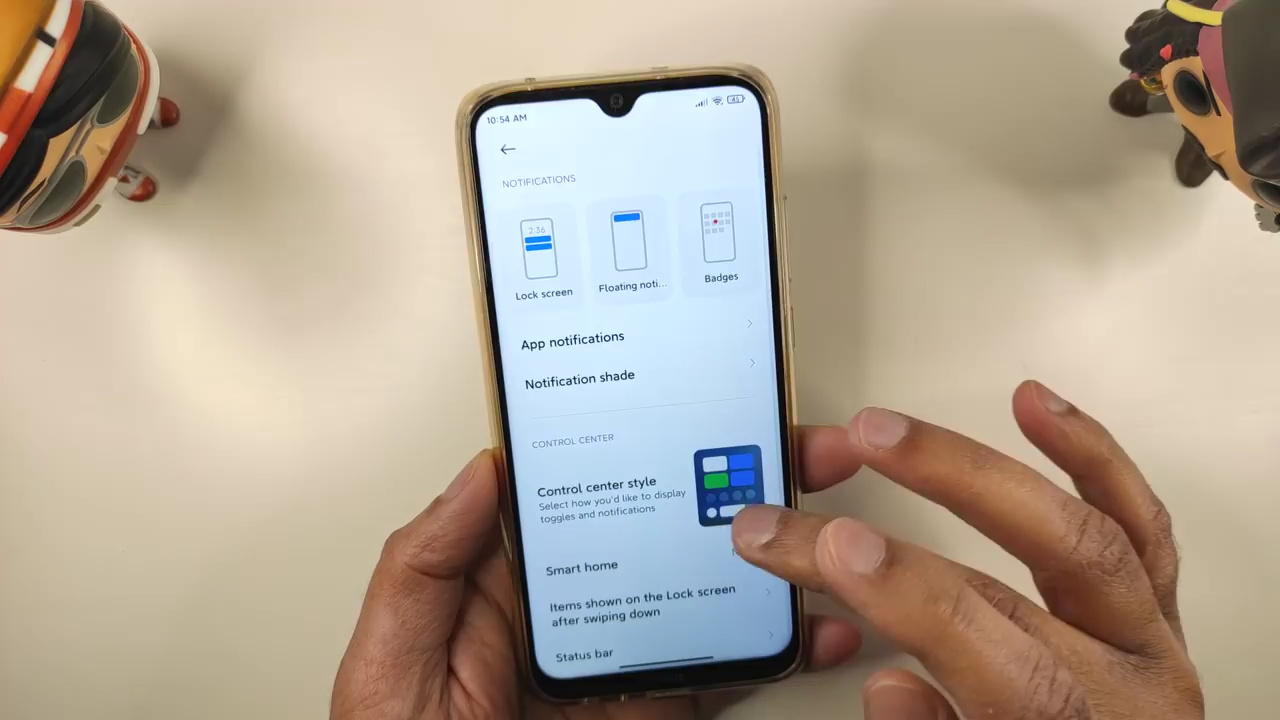 10:54 AM
45
NOTIFICATIONS
2:36
Lock screen
Floating noti...
Badges
App notifications
Notification shade
CONTROL CENTER
Control center style
Select how you'd like to display
toggles and notifications
Smart home
Items shown on the Lock screen
after swiping down
Status bar